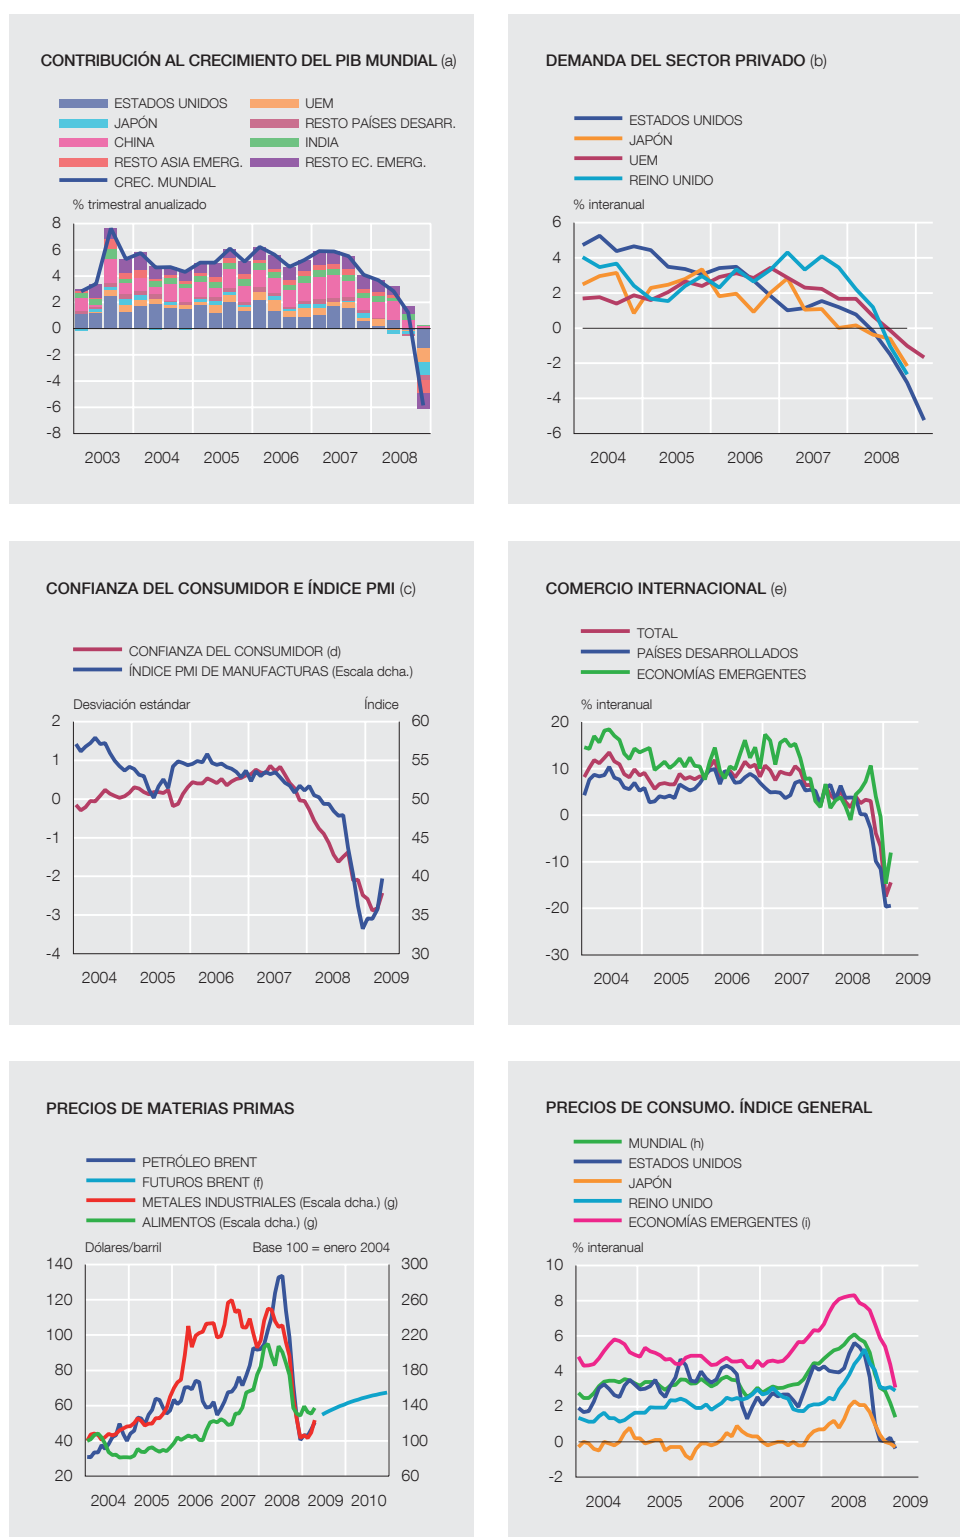 CONTRIBUCIÓN AL CRECIMIENTO DEL PIB MUNDIAL (a)
ESTADOS UNIDOS
UEM
JAPÓN
RESTO PAÍSES DESARR.
CHINA
INDIA
RESTO ASIA EMERG.
RESTO EC. EMERG.
CREC. MUNDIAL
% trimestral anualizado
8
6
4
2
0
-2
-4
-6
-8
2003 2004 2005 2006 2007 2008
DEMANDA DEL SECTOR PRIVADO (b)
ESTADOS UNIDOS
JAPÓN
UEM
REINO UNIDO
% interanual
6
4
2
0
-2
-4
-6
2004 2005 2006 2007 2008
CONFIANZA DEL CONSUMIDOR E ÍNDICE PMI (c)
CONFIANZA DEL CONSUMIDOR (d)
ÍNDICE PMI DE MANUFACTURAS (Escala dcha.)
Desviación estándar Índice
2 60
1 55
0 50
-1 45
-2 40
-3 35
-4 30
2004 2005 2006 2007 2008 2009
COMERCIO INTERNACIONAL (e)
TOTAL
PAÍSES DESARROLLADOS
ECONOMÍAS EMERGENTES
% interanual
20
10
0
-10
-20
-30
2004 2005 2006 2007 2008 2009
PRECIOS DE MATERIAS PRIMAS
PETRÓLEO BRENT
FUTUROS BRENT (f)
METALES INDUSTRIALES (Escala dcha.) (g)
ALIMENTOS (Escala dcha.) (g)
Dólares/barril Base 100 = enero 2004
140 300
120 260
100 220
80 180
60 140
40 100
20 60
2004 2005 2006 2007 2008 2009 2010
PRECIOS DE CONSUMO. ÍNDICE GENERAL
MUNDIAL (h)
ESTADOS UNIDOS
JAPÓN
REINO UNIDO
ECONOMÍAS EMERGENTES (i)
% interanual
10
8
6
4
2
0
-2
2004 2005 2006 2007 2008 2009